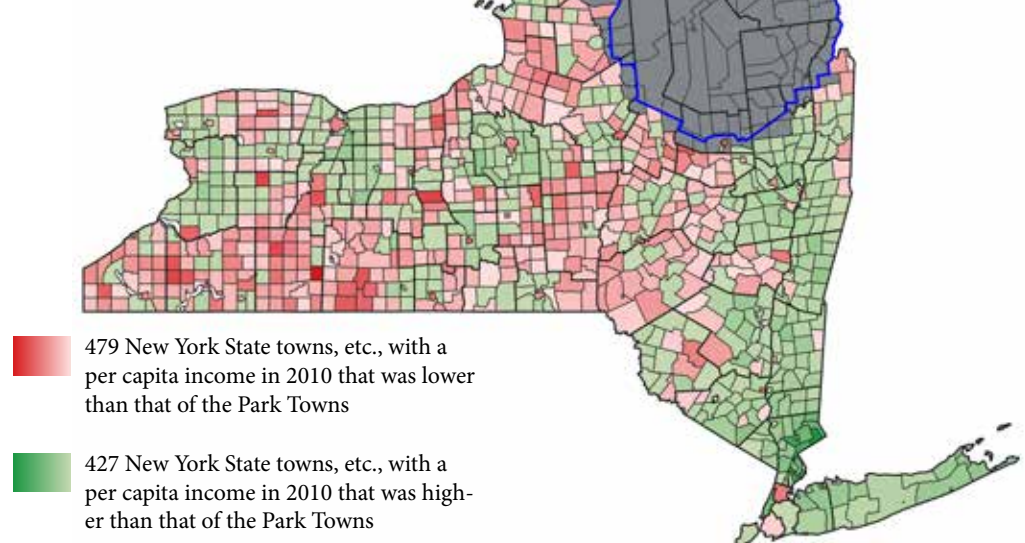 479 New York State towns, etc., with a
per capita income in 2010 that was lower
than that of the Park Towns
427 New York State towns, etc., with a
per capita income in 2010 that was high-
er than that of the Park Towns